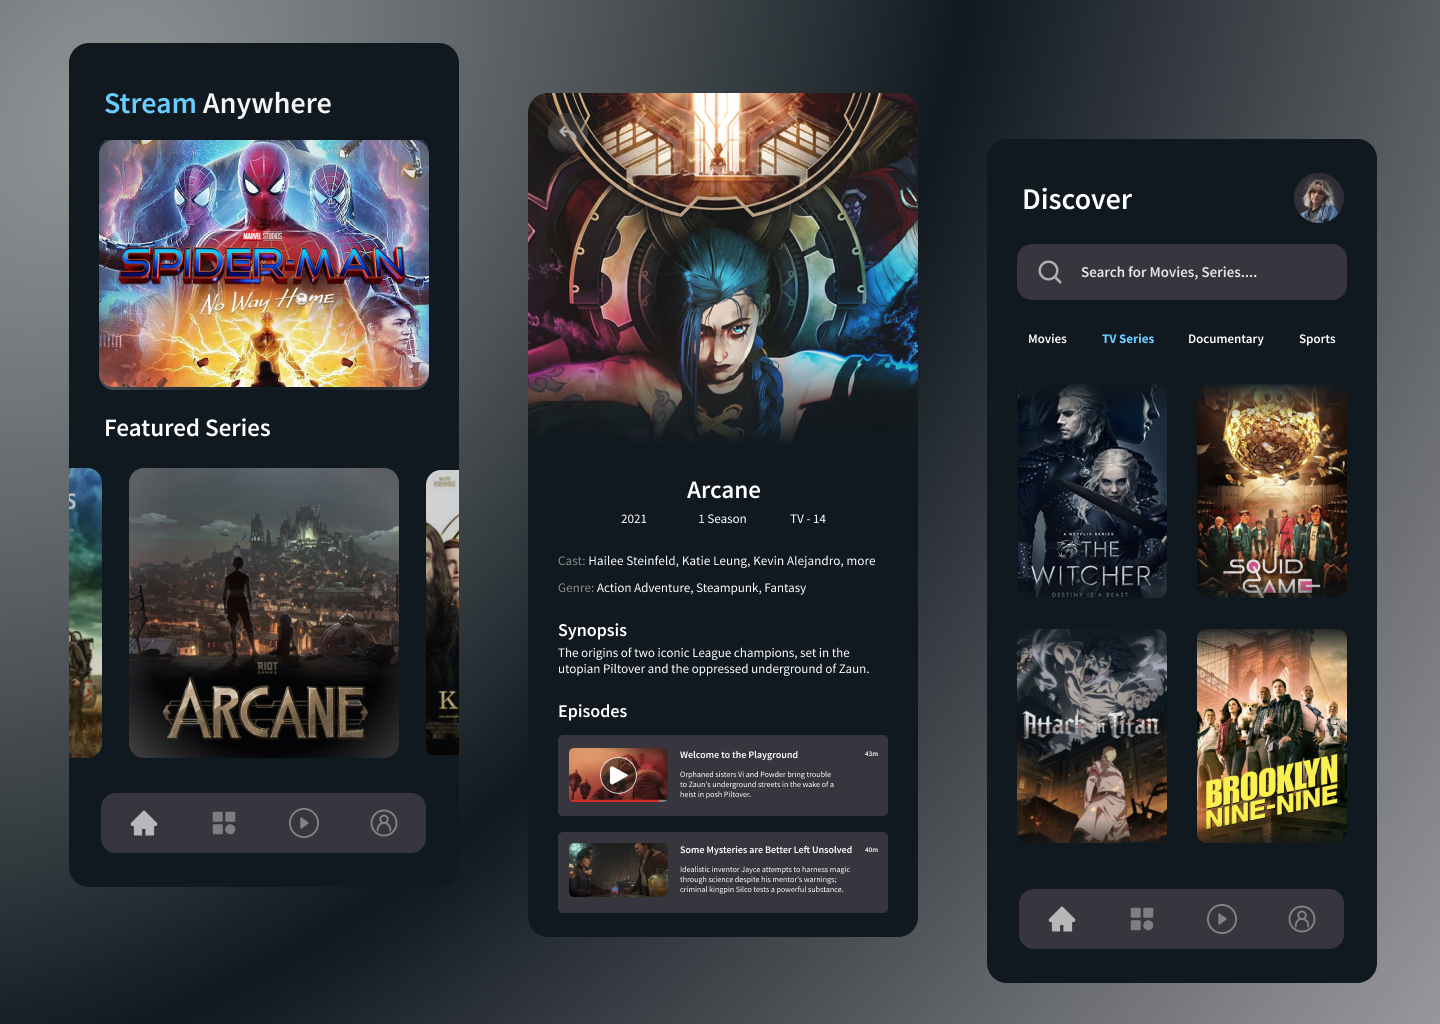 Stream Anywhere
MARVEL STUDIOS
SPIDER-MAN
No Way Home
Featured Series
S
RIOT
GAMES
ARCANE
RALPH
FIENNES
K
Arcane
2021 1 Season TV - 14
Cast: Hailee Steinfeld, Katie Leung, Kevin Alejandro, more
Genre: Action Adventure, Steampunk, Fantasy
Synopsis
The origins of two iconic League champions, set in the
utopian Piltover and the oppressed underground of Zaun.
Episodes
Welcome to the Playground 43m
Orphaned sisters Vi and Powder bring trouble
to Zaun's underground streets in the wake of a
heist in posh Piltover.
Some Mysteries are Better Left Unsolved 40m
Idealistic inventor Jayce attempts to harness magic
through science despite his mentor's warnings;
criminal kingpin Silco tests a powerful substance.
Discover
Search for Movies, Series....
Movies TV Series Documentary Sports
A NETFLIX SERIES
THE
WITCHER
DESTINY IS A BEAST
SQUID
GAME
Attack on Titan
BROOKLYN
NINE-NINE